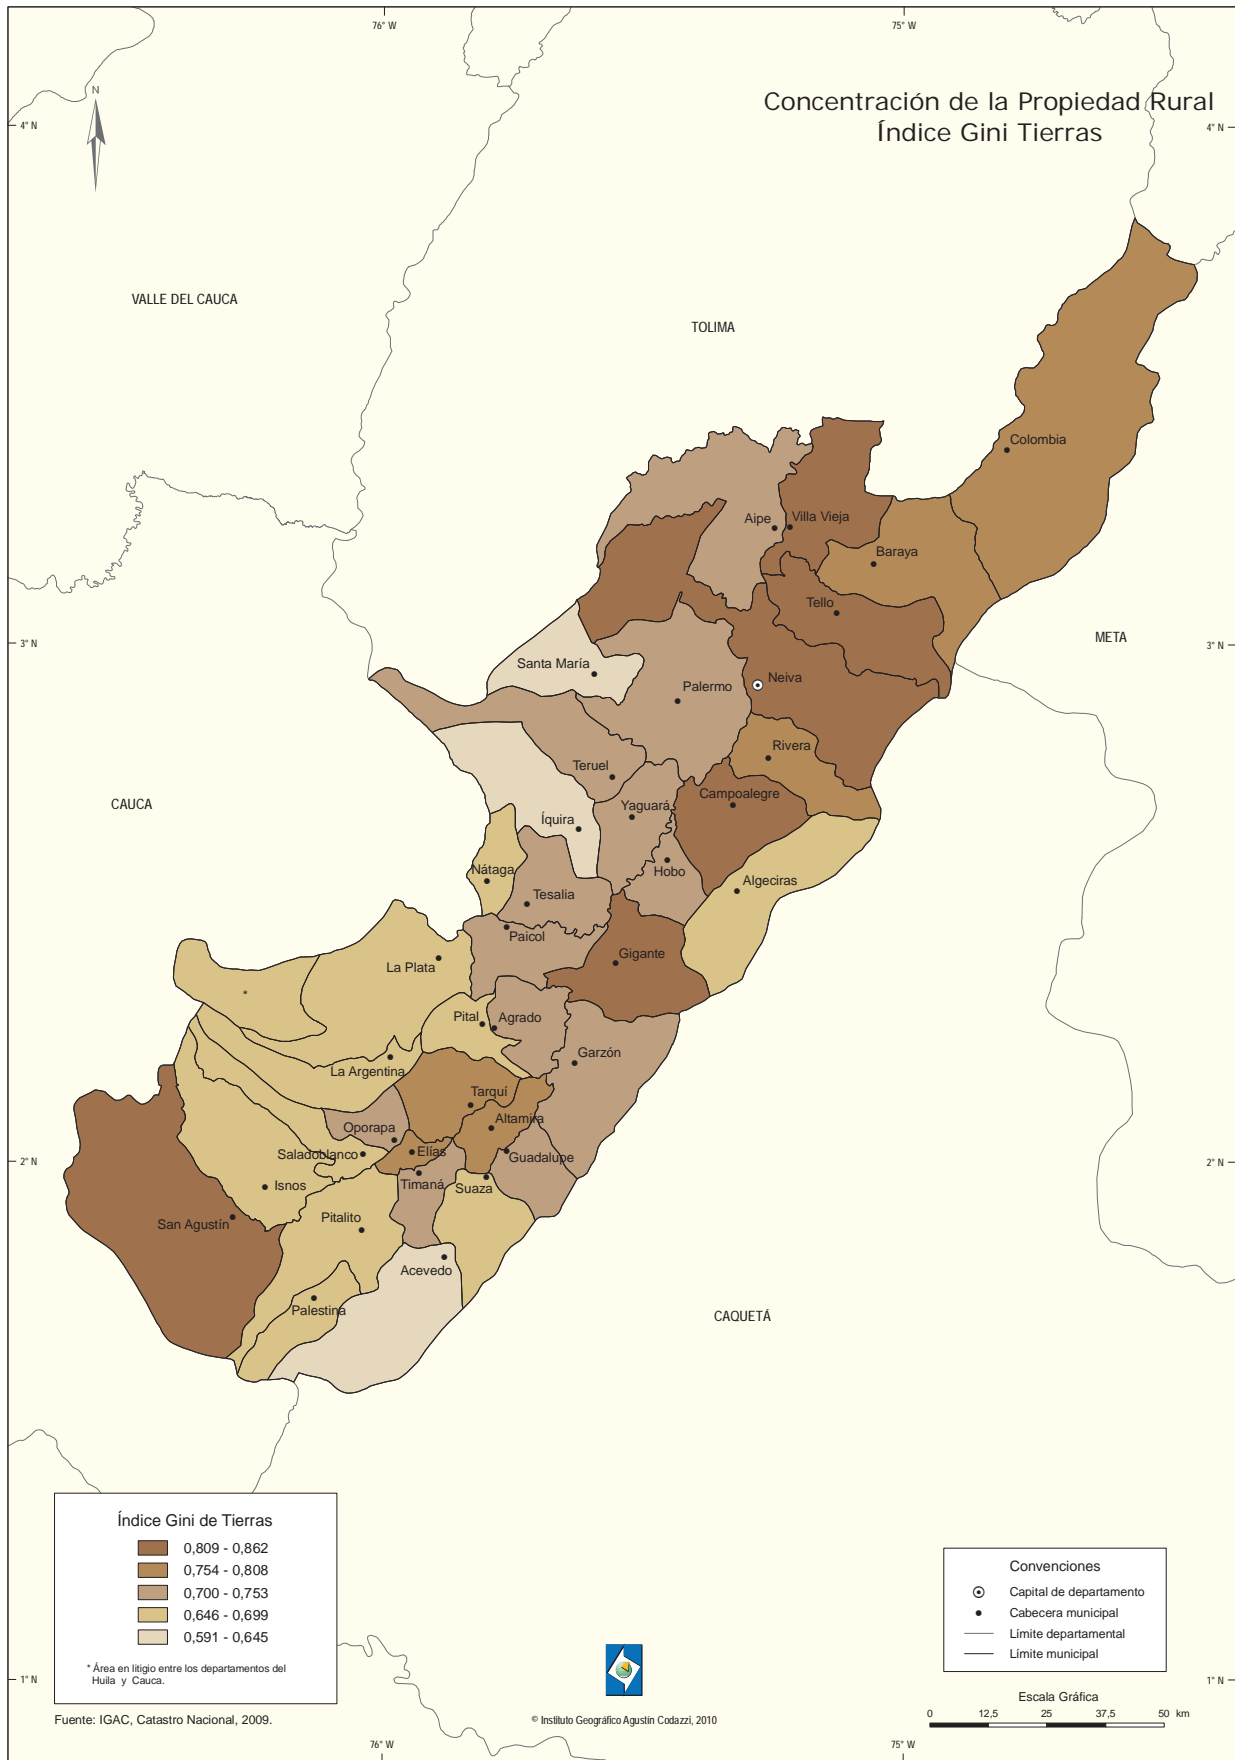 76° W
75° W
N
Concentración de la Propiedad Rural
Índice Gini Tierras
4° N
4° N
VALLE DEL CAUCA
TOLIMA
Colombia
Aipe
Villa Vieja
Baraya
Tello
META
3° N
3° N
Santa María
Neiva
Palermo
Rivera
Teruel
Campoalegre
CAUCA
Yaguará
Íquira
Nátaga
Hobo
Algeciras
Tesalia
Paicol
Gigante
La Plata
*
Pital
Agrado
Garzón
La Argentina
Tarquí
Altamira
Oporapa
Elías
Saladoblanco
Guadalupe
2° N
2° N
Timaná
Suaza
Isnos
San Agustín
Pitalito
Acevedo
Palestina
CAQUETÁ
Índice Gini de Tierras
0,809 - 0,862
0,754 - 0,808
0,700 - 0,753
0,646 - 0,699
0,591 - 0,645
* Área en litigio entre los departamentos del
Huila y Cauca.
Fuente: IGAC, Catastro Nacional, 2009.
© Instituto Geográfico Agustín Codazzi, 2010
Convenciones
Capital de departamento
Cabecera municipal
Límite departamental
Límite municipal
1° N
1° N
Escala Gráfica
0 12,5 25 37,5 50 km
76° W
75° W